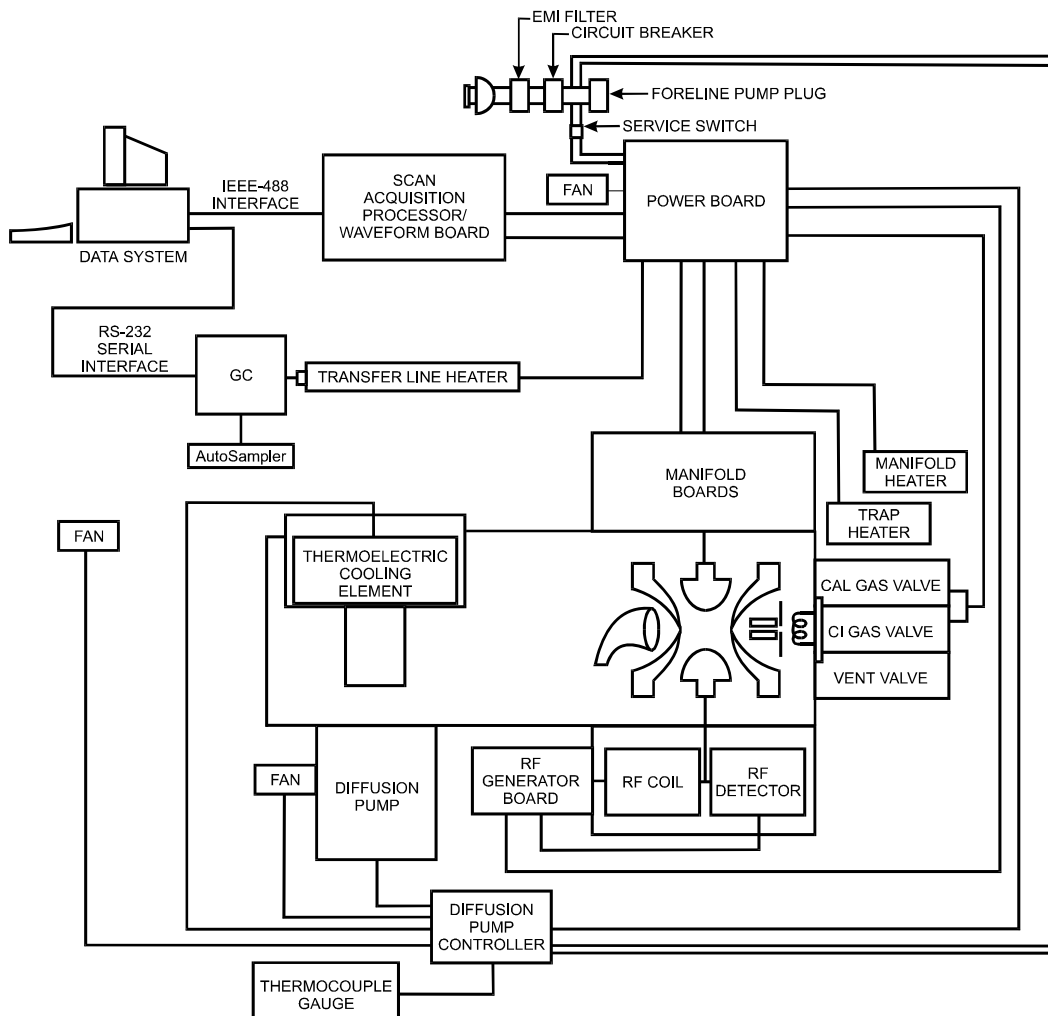 EMI FILTER
CIRCUIT BREAKER
FORELINE PUMP PLUG
SERVICE SWITCH
IEEE-488
INTERFACE
SCAN
ACQUISITION
PROCESSOR/
WAVEFORM BOARD
FAN
POWER BOARD
DATA SYSTEM
RS-232
SERIAL
INTERFACE
GC
TRANSFER LINE HEATER
AutoSampler
MANIFOLD
BOARDS
MANIFOLD
HEATER
TRAP
HEATER
FAN
THERMOELECTRIC
COOLING
ELEMENT
CAL GAS VALVE
CI GAS VALVE
VENT VALVE
FAN
DIFFUSION
PUMP
RF
GENERATOR
BOARD
RF COIL
RF
DETECTOR
DIFFUSION
PUMP
CONTROLLER
THERMOCOUPLE
GAUGE